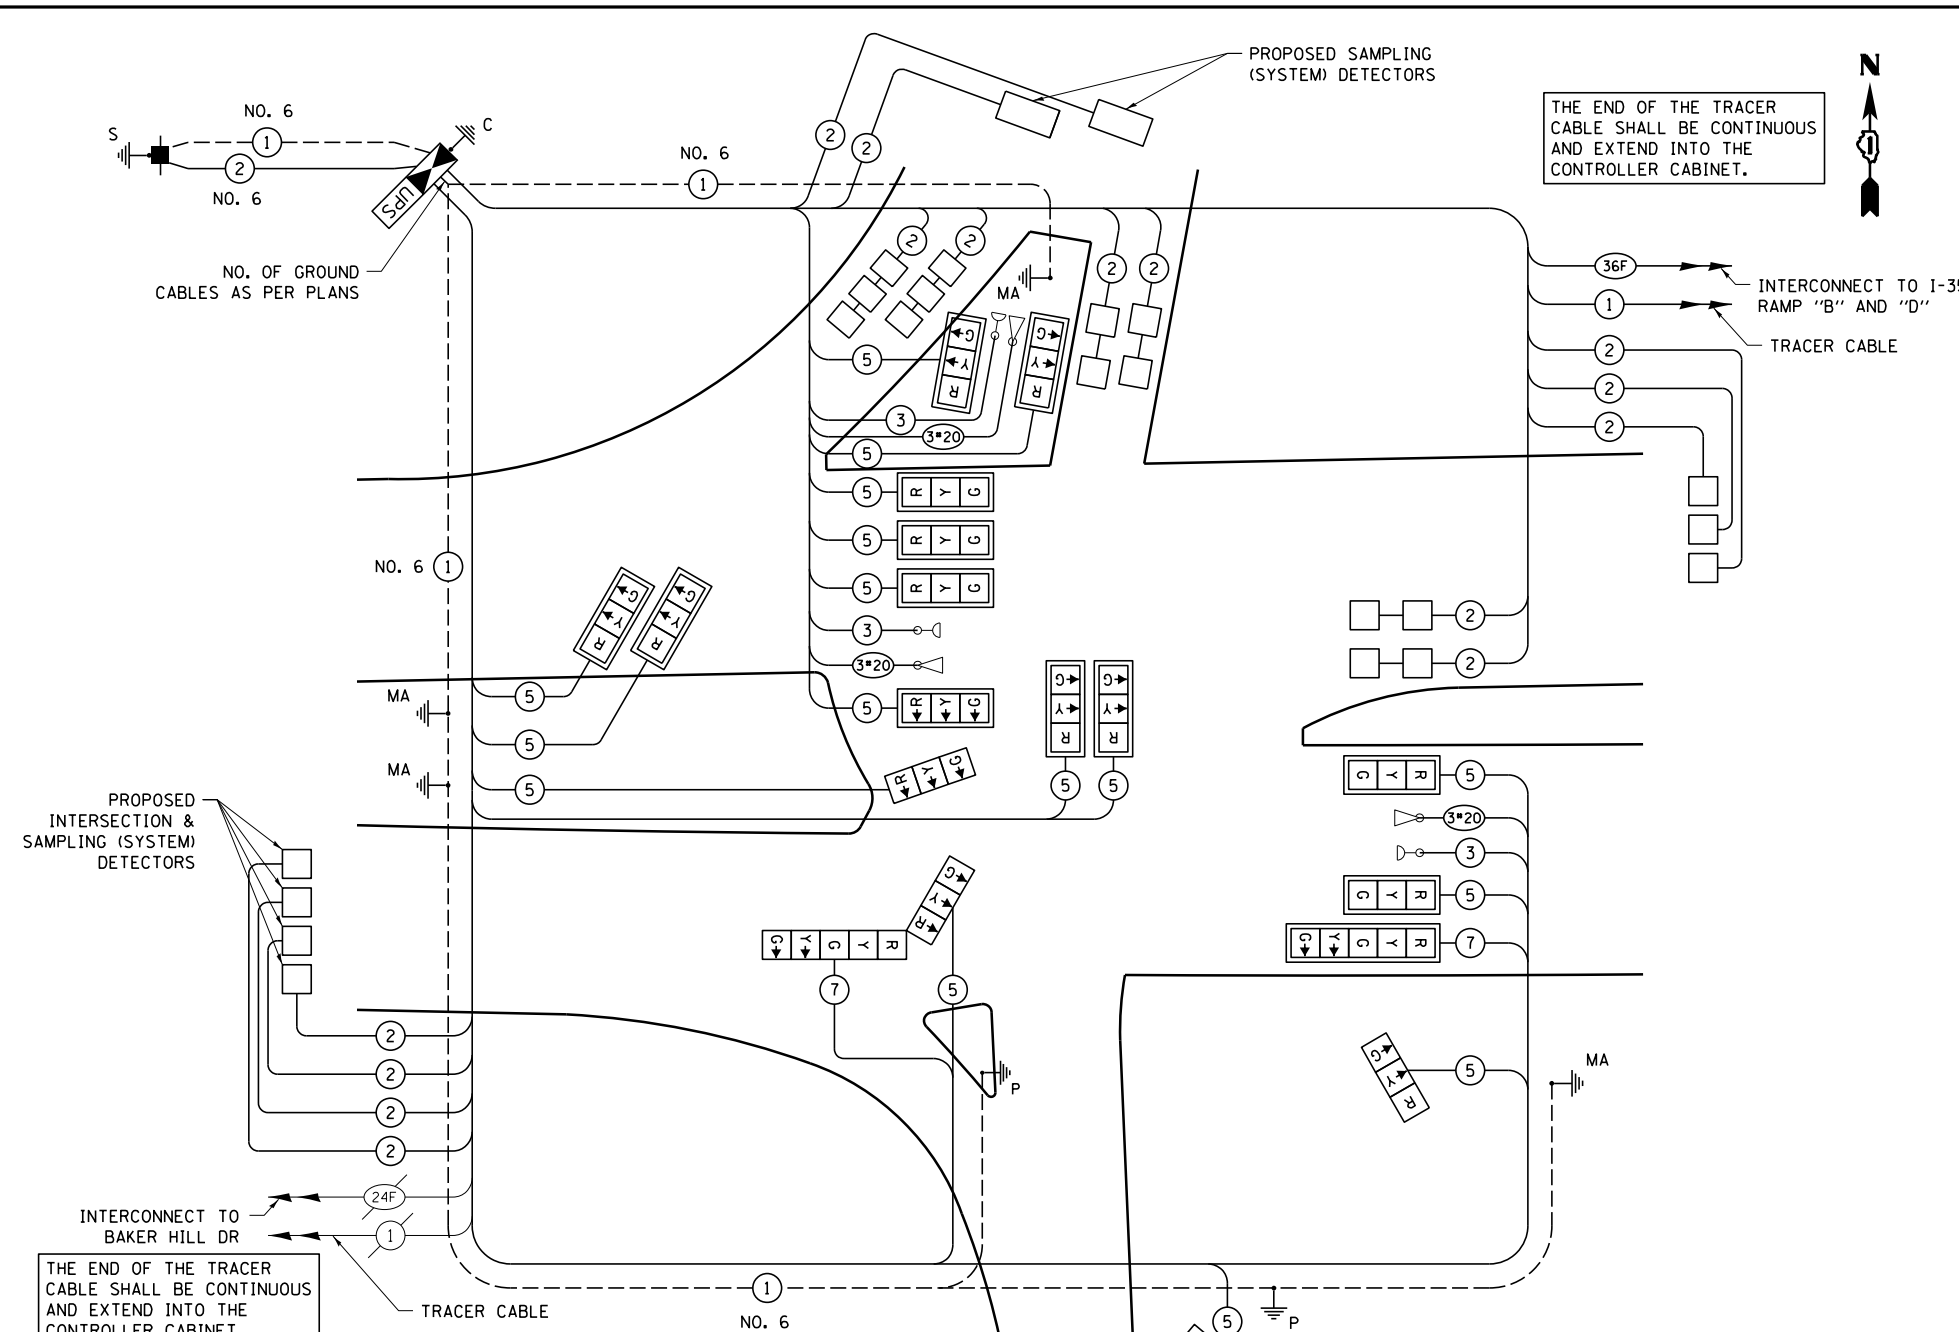 PROPOSED SAMPLING
(SYSTEM) DETECTORS
THE END OF THE TRACER
CABLE SHALL BE CONTINUOUS
AND EXTEND INTO THE
CONTROLLER CABINET.
N
NO. 6
S
1
2
NO. 6
C
UPS
NO. 6
1
2
2
NO. OF GROUND
CABLES AS PER PLANS
2
2
2
2
MA
36F
INTERCONNECT TO
RAMP "B" AND "D"
1
TRACER CABLE
2
2
2
5
G
Y
R
G
Y
R
3
3#20
5
5
R Y G
5
R Y G
5
R Y G
3
3#20
5
R Y G
NO. 6
1
G
Y
R
G
Y
R
MA
5
5
MA
5
R Y G
G
Y
R
G
Y
R
5
5
2
2
G Y R
5
3#20
3
G Y R
5
G Y G Y R
7
PROPOSED
INTERSECTION &
SAMPLING (SYSTEM)
DETECTORS
G
Y
R
G Y G Y R
7
5
P
G
Y
R
5
MA
2
2
2
2
24F
INTERCONNECT TO
BAKER HILL DR
1
THE END OF THE TRACER
CABLE SHALL BE CONTINUOUS
AND EXTEND INTO THE
CONTROLLER CABINET
TRACER CABLE
1
NO. 6
5
P